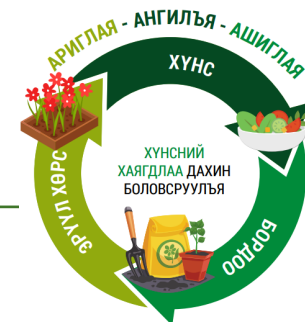 АРИГЛАЯ - АНГИЛЪЯ - АШИГЛАЯ
ХҮНС
ХҮНСНИЙ
ХАЯГДЛАА ДАХИН
БОЛОВСРУУЛЪЯ
БОРДОО
ЭРҮҮЛ ХӨРС